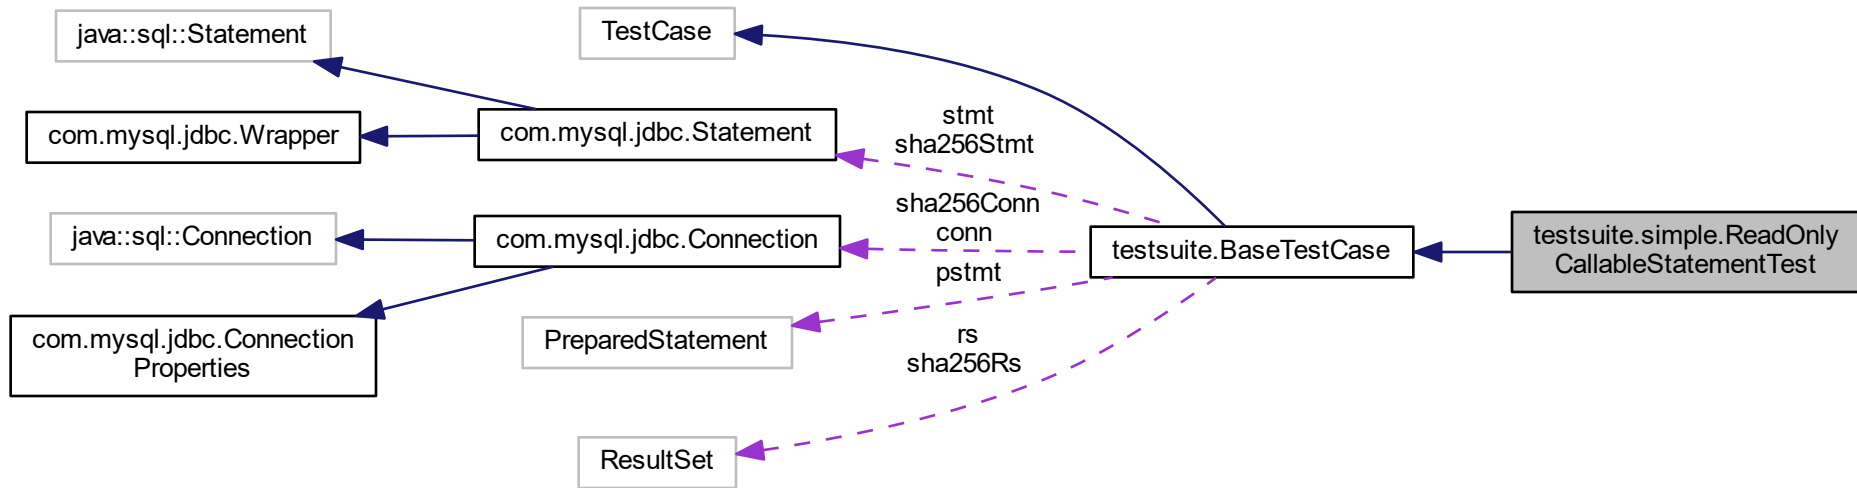 java::sql::Statement
TestCase
com.mysql.jdbc.Wrapper
com.mysql.jdbc.Statement
stmt
sha256Stmt
java::sql::Connection
com.mysql.jdbc.Connection
sha256Conn
conn
testsuite.BaseTestCase
testsuite.simple.ReadOnly
CallableStatementTest
com.mysql.jdbc.Connection
Properties
PreparedStatement
pstmt
rs
sha256Rs
ResultSet